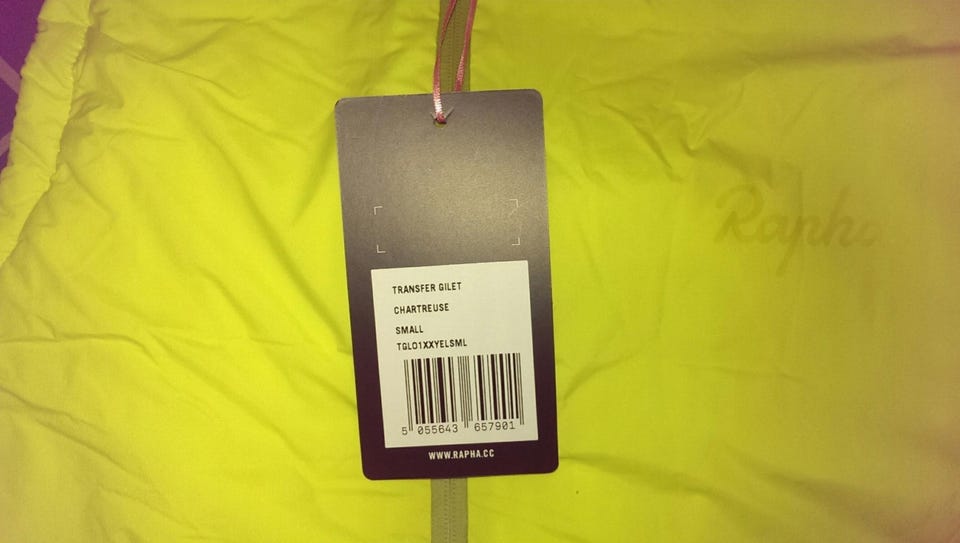 Rapha
TRANSFER GILET
CHARTREUSE
SMALL
TGL01XXYELSML
5 055643 657901
WWW.RAPHA.CC